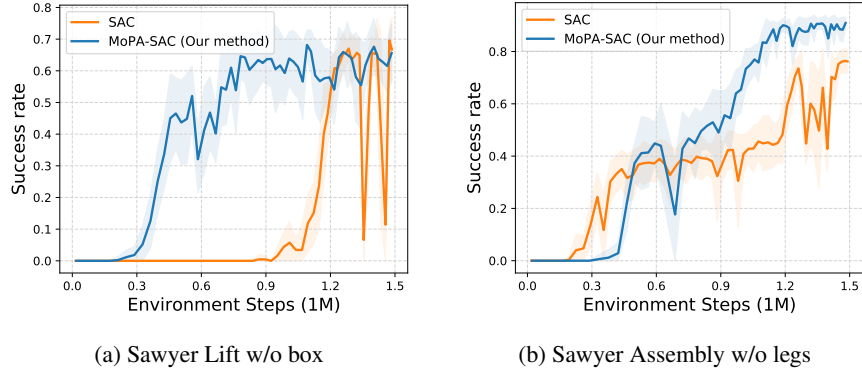 SAC
MoPA-SAC (Our method)
Success rate
0.8
0.7
0.6
0.5
0.4
0.3
0.2
0.1
0.0
0.0 0.3 0.6 0.9 1.2 1.5
Environment Steps (1M)
(a) Sawyer Lift w/o box
SAC
MoPA-SAC (Our method)
Success rate
0.8
0.6
0.4
0.2
0.0
0.0 0.3 0.6 0.9 1.2 1.5
Environment Steps (1M)
(b) Sawyer Assembly w/o legs